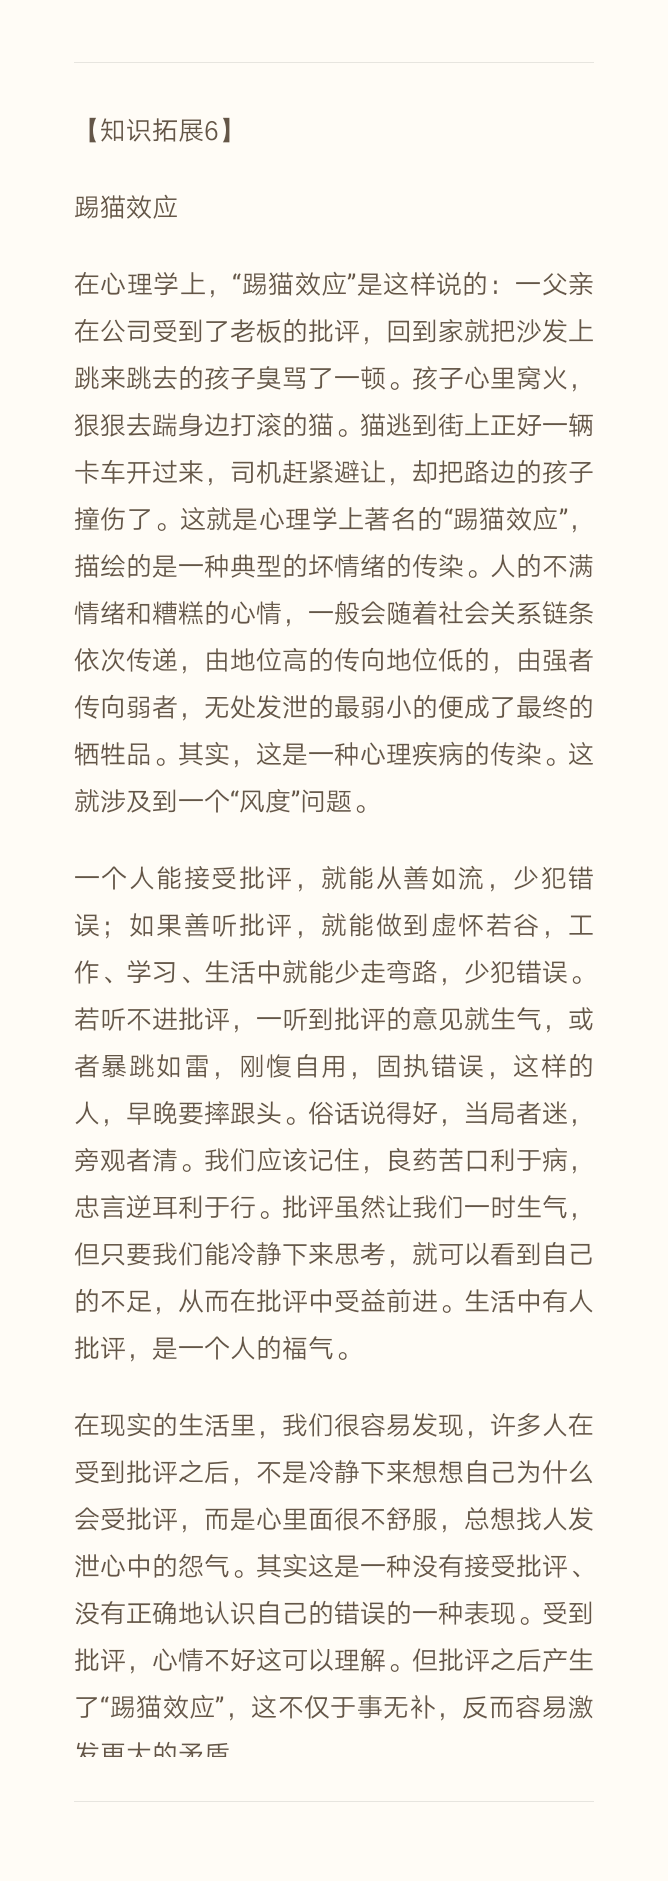 【知识拓展6】
踢猫效应
在心理学上，“踢猫效应”是这样说的：一父亲
在公司受到了老板的批评，回到家就把沙发上
跳来跳去的孩子臭骂了一顿。孩子心里窝火，
狠狠去踹身边打滚的猫。猫逃到街上正好一辆
卡车开过来，司机赶紧避让，却把路边的孩子
撞伤了。这就是心理学上著名的“踢猫效应”，
描绘的是一种典型的坏情绪的传染。人的不满
情绪和糟糕的心情，一般会随着社会关系链条
依次传递，由地位高的传向地位低的，由强者
传向弱者，无处发泄的最弱小的便成了最终的
牺牲品。其实，这是一种心理疾病的传染。这
就涉及到一个“风度”问题。
一个人能接受批评，就能从善如流，少犯错
误；如果善听批评，就能做到虚怀若谷，工
作、学习、生活中就能少走弯路，少犯错误。
若听不进批评，一听到批评的意见就生气，或
者暴跳如雷，刚愎自用，固执错误，这样的
人，早晚要摔跟头。俗话说得好，当局者迷，
旁观者清。我们应该记住，良药苦口利于病，
忠言逆耳利于行。批评虽然让我们一时生气，
但只要我们能冷静下来思考，就可以看到自己
的不足，从而在批评中受益前进。生活中有人
批评，是一个人的福气。
在现实的生活里，我们很容易发现，许多人在
受到批评之后，不是冷静下来想想自己为什么
会受批评，而是心里面很不舒服，总想找人发
泄心中的怨气。其实这是一种没有接受批评、
没有正确地认识自己的错误的一种表现。受到
批评，心情不好这可以理解。但批评之后产生
了“踢猫效应”，这不仅于事无补，反而容易激
发更大的矛盾